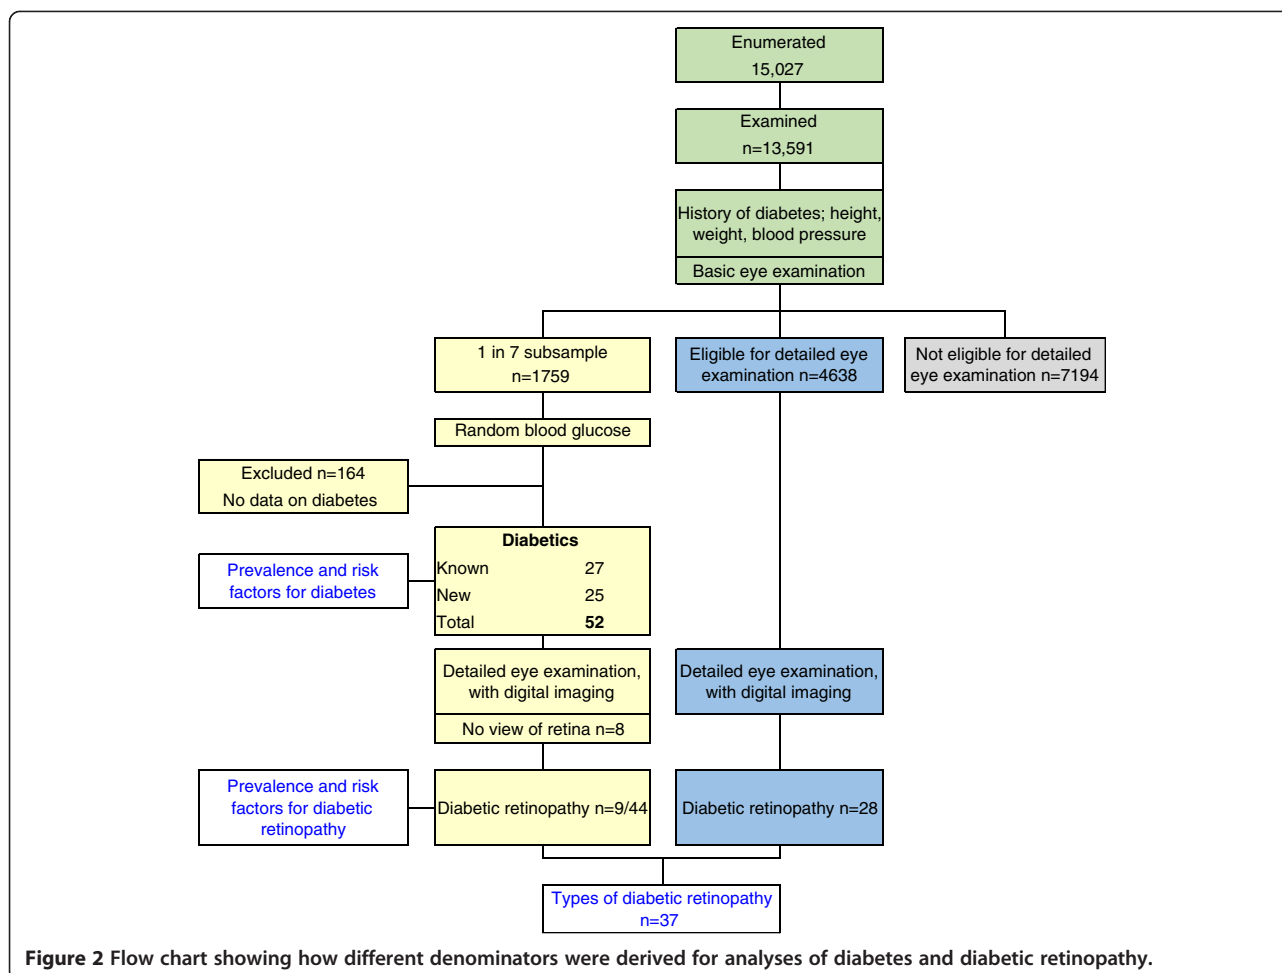 Enumerated
15,027
Examined
n=13,591
History of diabetes; height,
weight, blood pressure
Basic eye examination
1 in 7 subsample
n=1759
Eligible for detailed eye
examination n=4638
Not eligible for detailed
eye examination n=7194
Random blood glucose
Excluded n=164
No data on diabetes
Diabetics
Known 27
New 25
Total 52
Prevalence and risk
factors for diabetes
Detailed eye examination,
with digital imaging
No view of retina n=8
Detailed eye examination,
with digital imaging
Prevalence and risk
factors for diabetic
retinopathy
Diabetic retinopathy n=9/44
Diabetic retinopathy n=28
Types of diabetic retinopathy
n=37
Figure 2 Flow chart showing how different denominators were derived for analyses of diabetes and diabetic retinopathy.